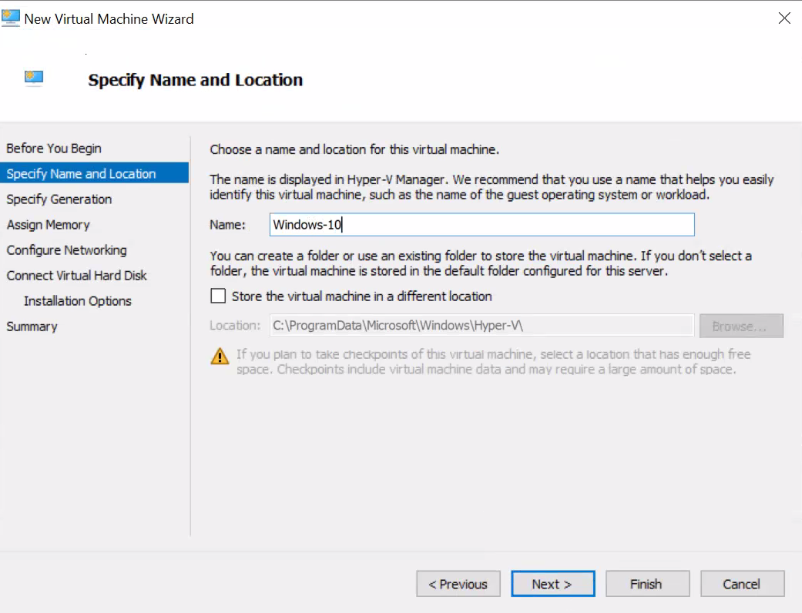 New Virtual Machine Wizard
Specify Name and Location
Before You Begin
Specify Name and Location
Specify Generation
Assign Memory
Configure Networking
Connect Virtual Hard Disk
Installation Options
Summary
Choose a name and location for this virtual machine.
The name is displayed in Hyper-V Manager. We recommend that you use a name that helps you easily
identify this virtual machine, such as the name of the guest operating system or workload.
Name: Windows-10
You can create a folder or use an existing folder to store the virtual machine. If you don't select a
folder, the virtual machine is stored in the default folder configured for this server.
Store the virtual machine in a different location
Location: C:\ProgramData\Microsoft\Windows\Hyper-V\ Browse...
If you plan to take checkpoints of this virtual machine, select a location that has enough free
space. Checkpoints include virtual machine data and may require a large amount of space.
< Previous Next > Finish Cancel